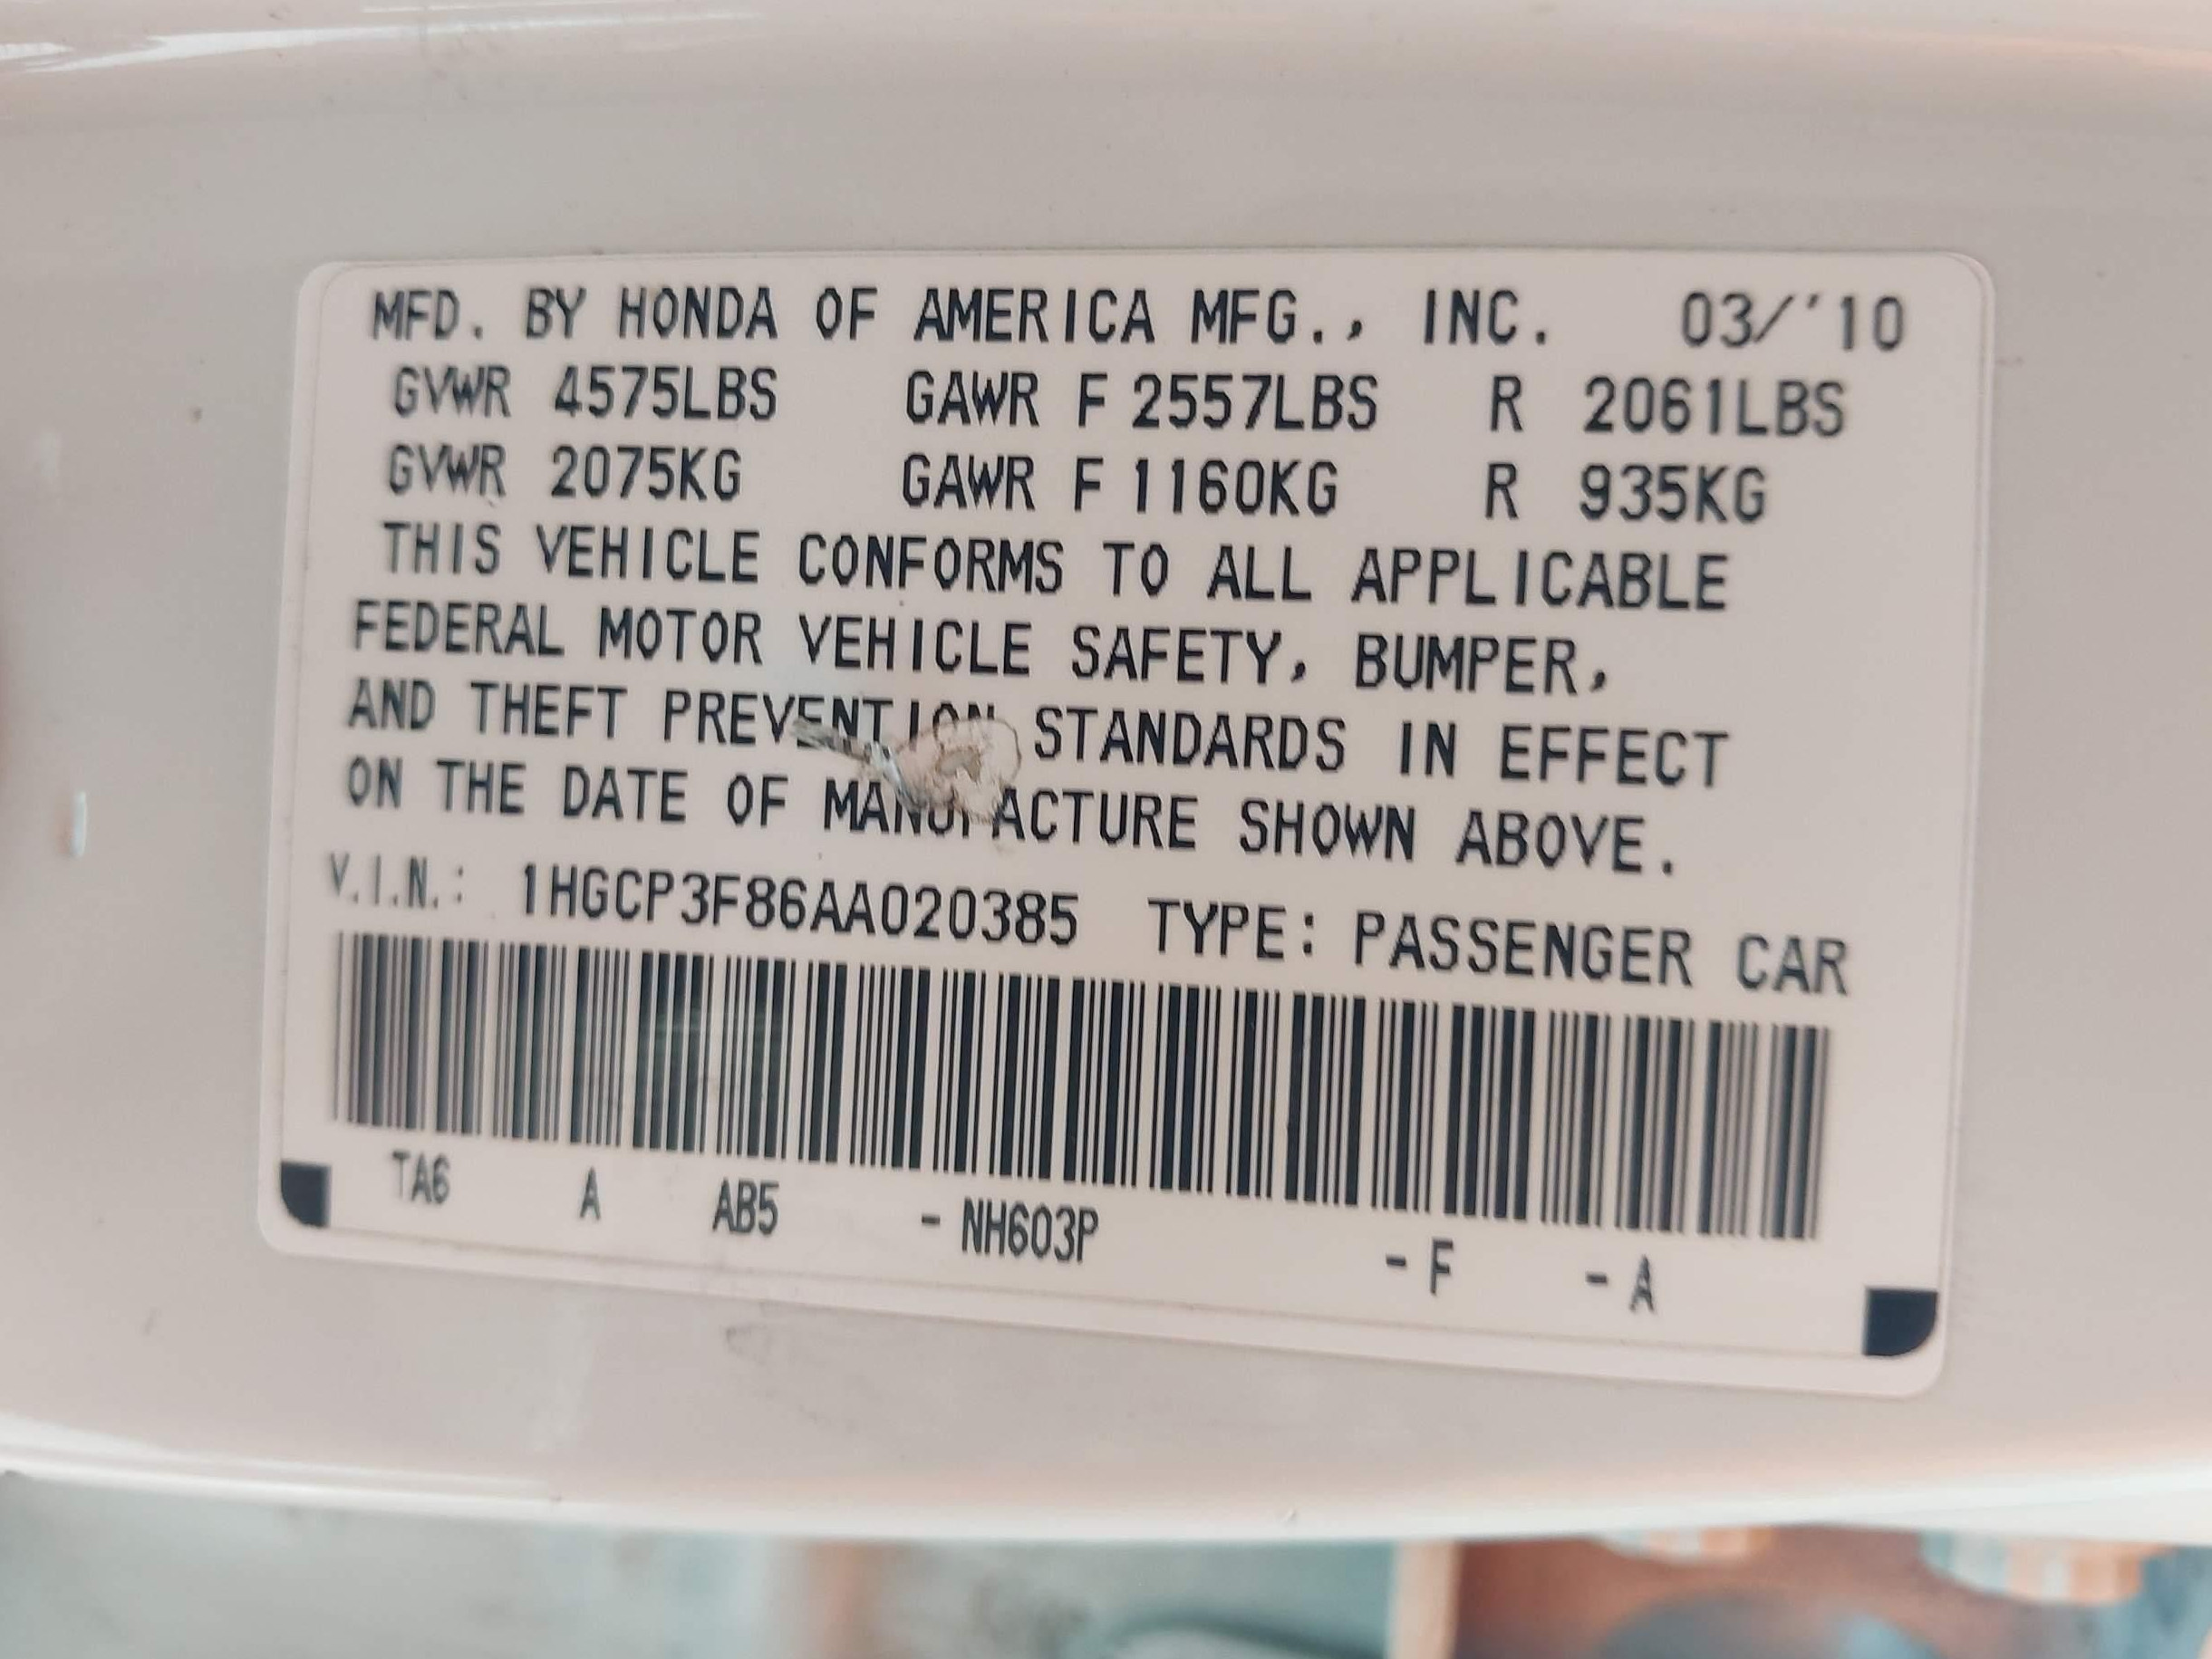 MFD. BY HONDA OF AMERICA MFG., INC. 03/'10
GVWR 4575LBS GAWR F 2557LBS R 2061LBS
GVWR 2075KG GAWR F 1160KG R 935KG
THIS VEHICLE CONFORMS TO ALL APPLICABLE
FEDERAL MOTOR VEHICLE SAFETY, BUMPER,
AND THEFT PREVENTION STANDARDS IN EFFECT
ON THE DATE OF MANUFACTURE SHOWN ABOVE.
V.I.N.: 1HGCP3F86AA020385 TYPE: PASSENGER CAR
TA6 A AB5 - NH603P - F - A